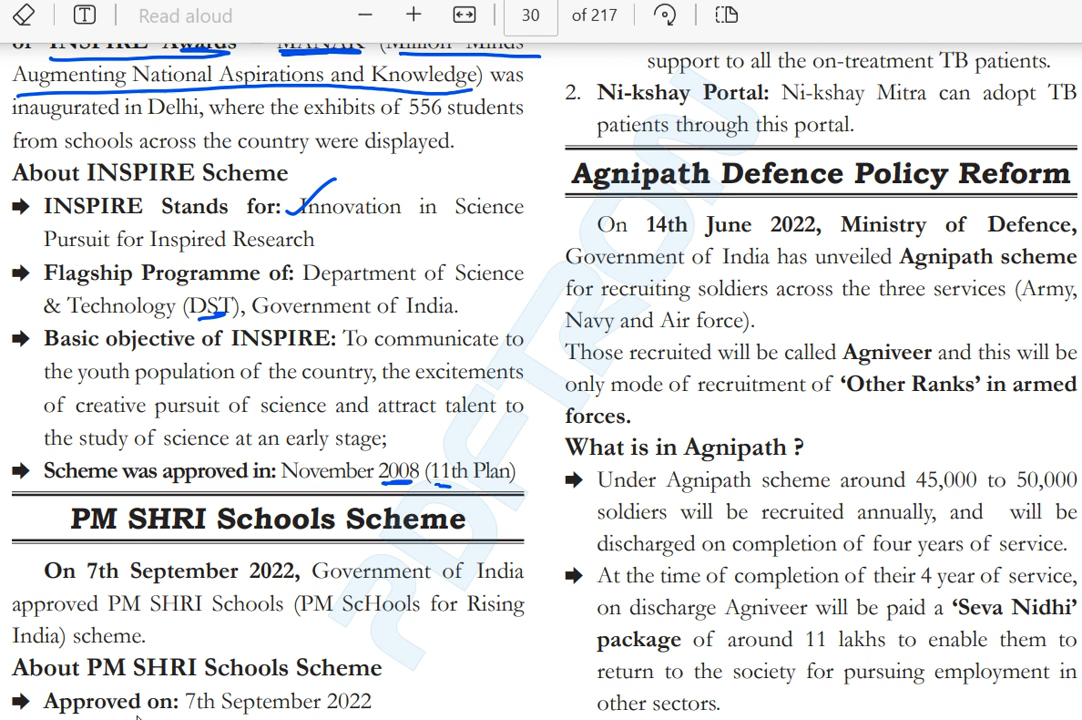 Read aloud
30
of 217
of INSPIRE Awards – MANAK (Million Minds
Augmenting National Aspirations and Knowledge) was
inaugurated in Delhi, where the exhibits of 556 students
from schools across the country were displayed.
About INSPIRE Scheme
➔ INSPIRE Stands for: Innovation in Science
Pursuit for Inspired Research
➔ Flagship Programme of: Department of Science
& Technology (DST), Government of India.
➔ Basic objective of INSPIRE: To communicate to
the youth population of the country, the excitements
of creative pursuit of science and attract talent to
the study of science at an early stage;
➔ Scheme was approved in: November 2008 (11th Plan)
PM SHRI Schools Scheme
On 7th September 2022, Government of India
approved PM SHRI Schools (PM ScHools for Rising
India) scheme.
About PM SHRI Schools Scheme
➔ Approved on: 7th September 2022
support to all the on-treatment TB patients.
2. Ni-kshay Portal: Ni-kshay Mitra can adopt TB
patients through this portal.
Agnipath Defence Policy Reform
On 14th June 2022, Ministry of Defence,
Government of India has unveiled Agnipath scheme
for recruiting soldiers across the three services (Army,
Navy and Air force).
Those recruited will be called Agniveer and this will be
only mode of recruitment of ‘Other Ranks’ in armed
forces.
What is in Agnipath ?
➔ Under Agnipath scheme around 45,000 to 50,000
soldiers will be recruited annually, and will be
discharged on completion of four years of service.
➔ At the time of completion of their 4 year of service,
on discharge Agniveer will be paid a ‘Seva Nidhi’
package of around 11 lakhs to enable them to
return to the society for pursuing employment in
other sectors.
PDFTRON